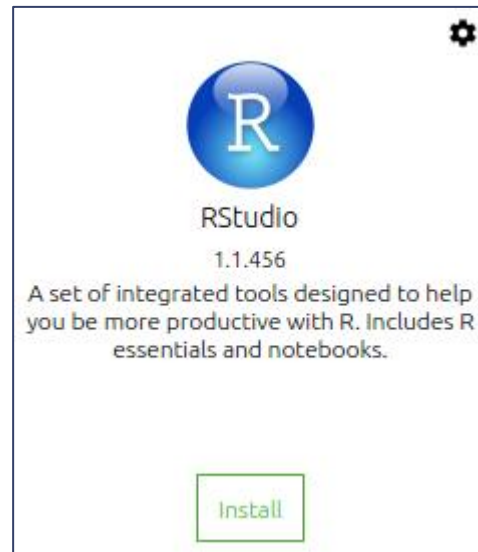 R
RStudio
1.1.456
A set of integrated tools designed to help
you be more productive with R. Includes R
essentials and notebooks.
Install